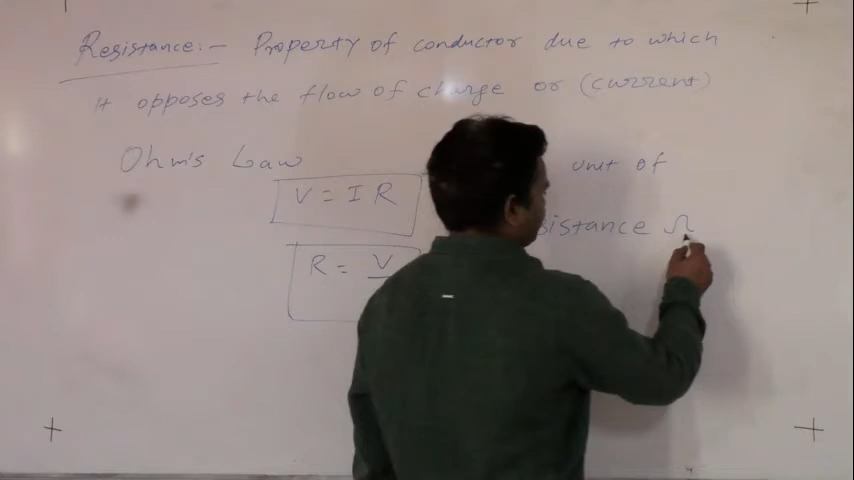 Resistance:- Property of conductor due to which
it opposes the flow of charge or (current)
Ohm's Law
V = I R
R = V
unit of
sistance Ω